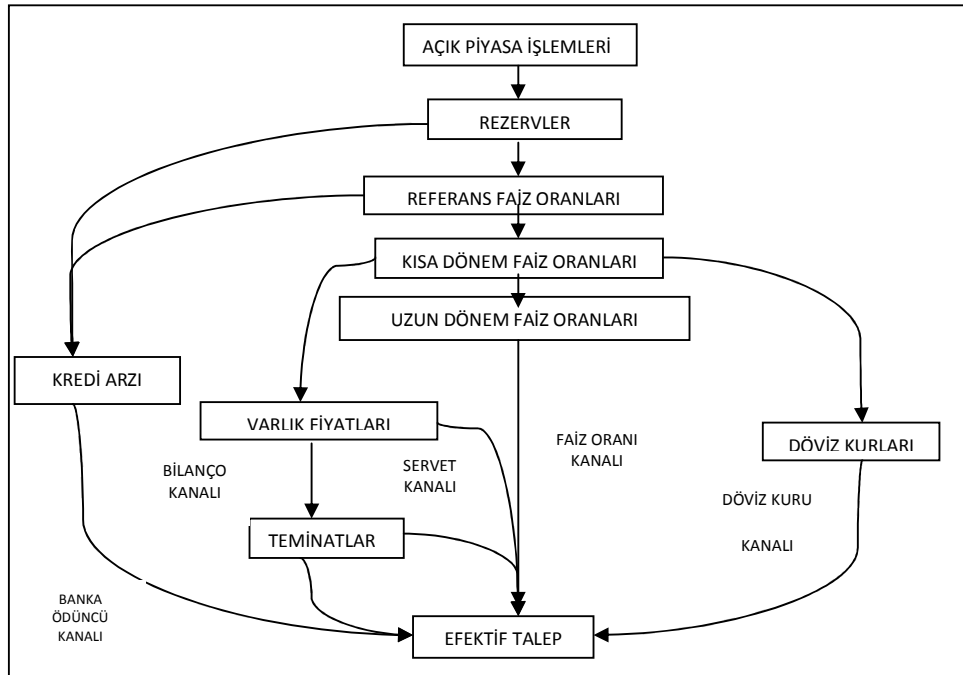 AÇIK PİYASA İŞLEMLERİ
REZERVLER
REFERANS FAİZ ORANLARI
KISA DÖNEM FAİZ ORANLARI
UZUN DÖNEM FAİZ ORANLARI
KREDİ ARZI
VARLIK FİYATLARI
FAİZ ORANI
KANALI
DÖVİZ KURLARI
BİLANÇO
KANALI
SERVET
KANALI
DÖVİZ KURU
KANALI
TEMİNATLAR
BANKA
ÖDÜNCÜ
KANALI
EFEKTİF TALEP